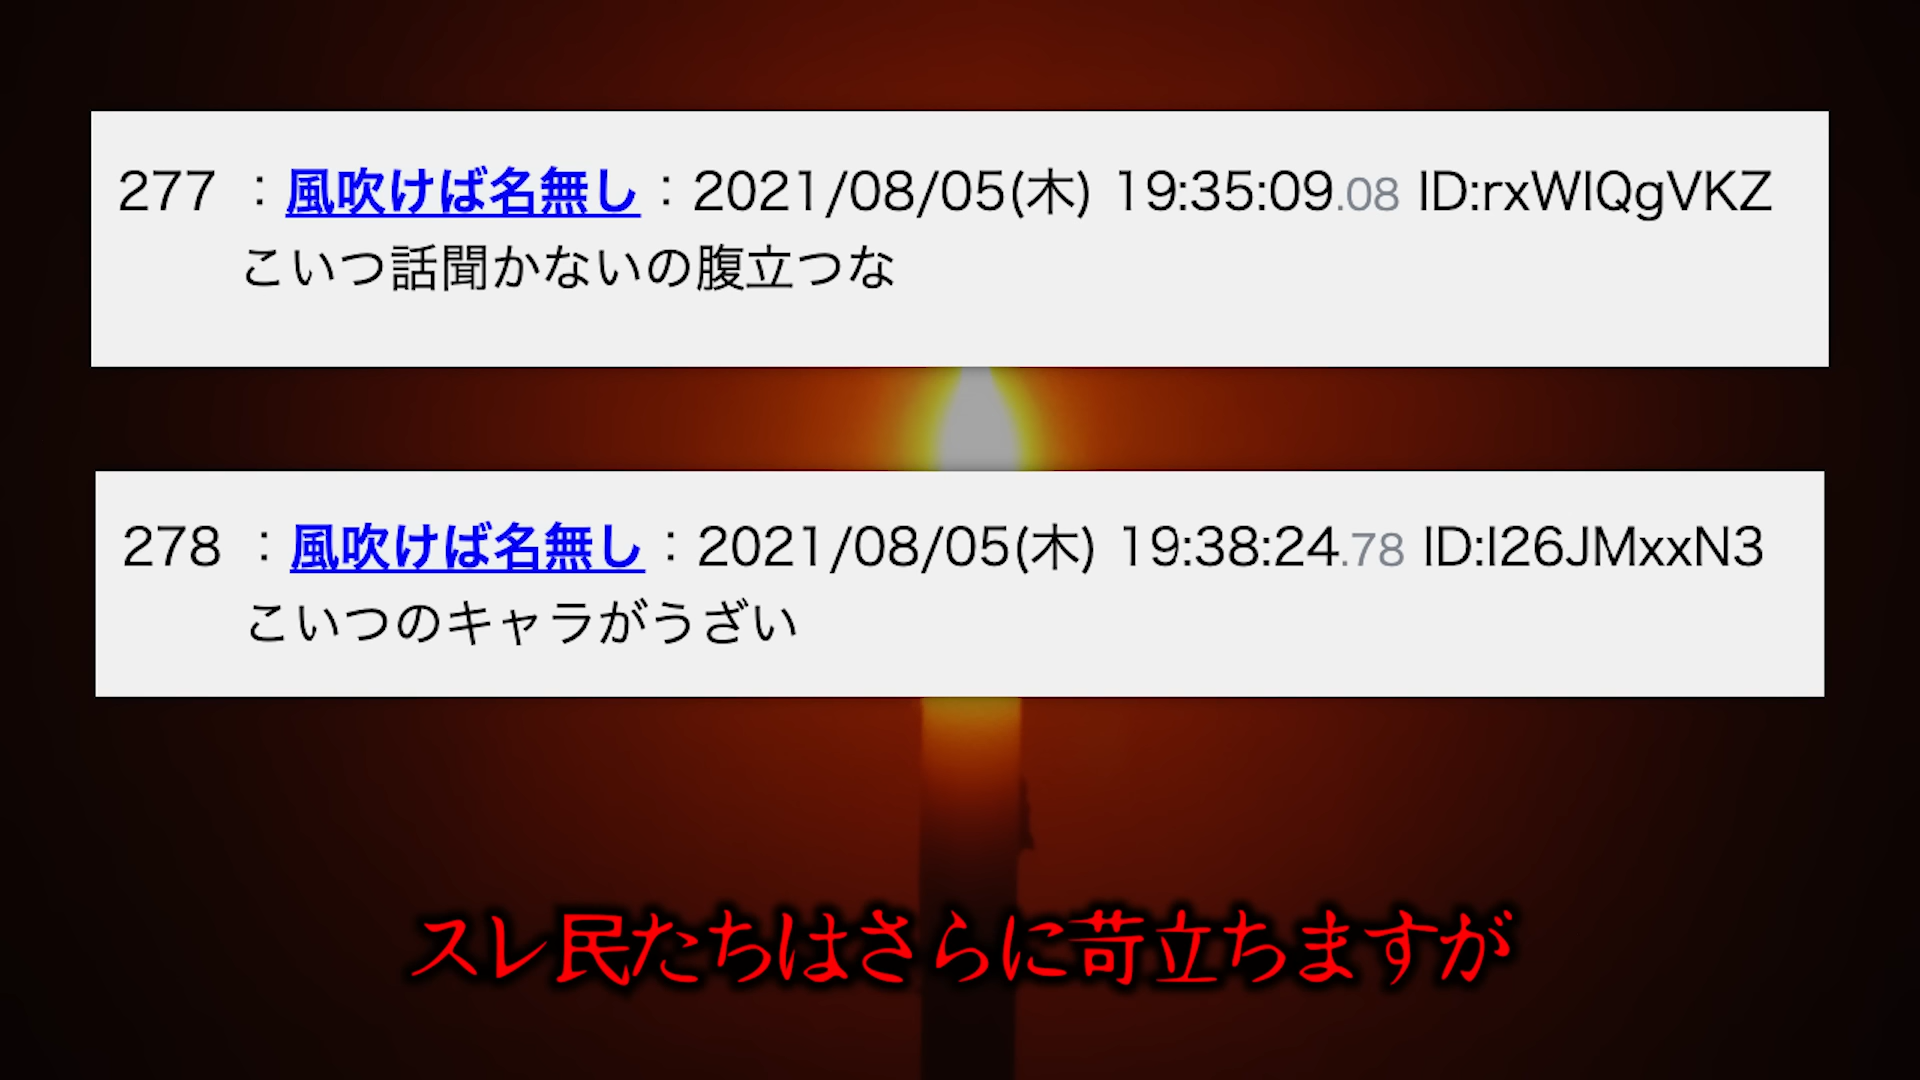 277 ：風吹けば名無し：2021/08/05(木) 19:35:09.08 ID:rxWlQgVKZ
こいつ話聞かないの腹立つな
278 ：風吹けば名無し：2021/08/05(木) 19:38:24.78 ID:l26JMxxN3
こいつのキャラがうざい
スレ民たちはさらに苛立ちますが